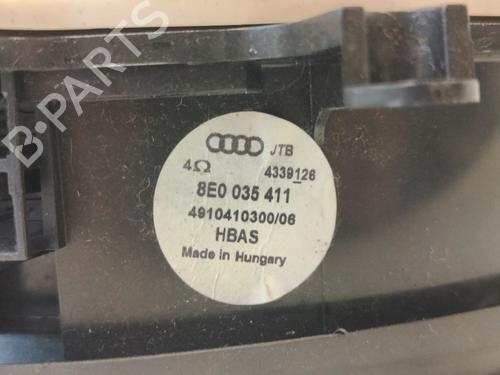 B-PARTS
JTB
4Ω 4339126
8E0 035 411
4910410300/06
HBAS
Made in Hungary